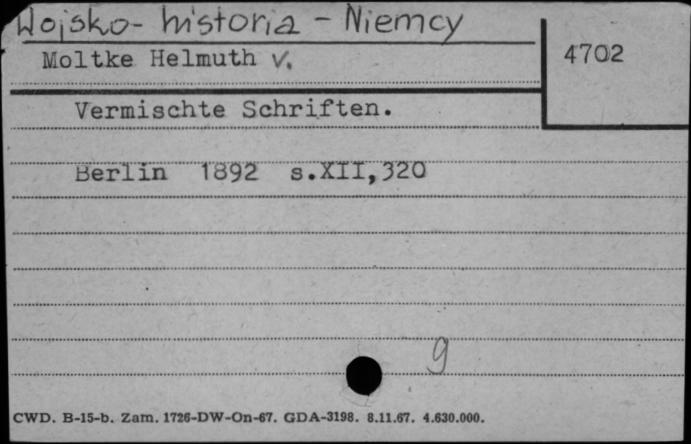 Wojsko- historia - Niemcy
Moltke Helmuth v.
4702
Vermischte Schriften.
Berlin 1892 s.XII,320
9
CWD. B-15-b. Zam. 1726-DW-On-67. GDA-3198. 8.11.67. 4.630.000.